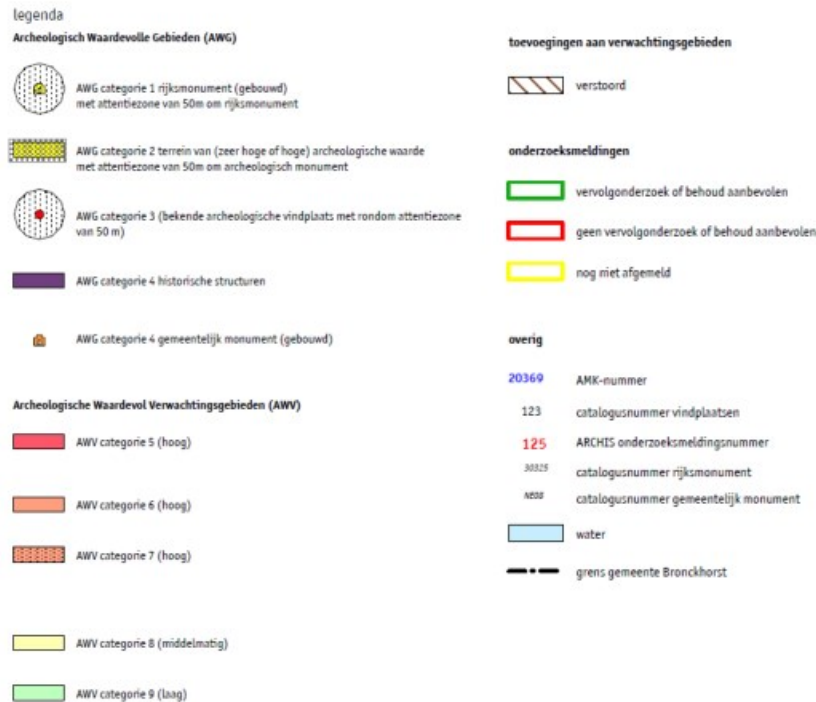 legenda
Archeologisch Waardevolle Gebieden (AWG)
AWG categorie 1 rijksmonument (gebouwd)
met attentiezone van 50m om rijksmonument
AWG categorie 2 terrein van (zeer hoge of hoge) archeologische waarde
met attentiezone van 50m om archeologisch monument
AWG categorie 3 (bekende archeologische vindplaats met rondom attentiezone
van 50 m)
AWG categorie 4 historische structuren
AWG categorie 4 gemeentelijk monument (gebouwd)
Archeologische Waardevol Verwachtingsgebieden (AWV)
AWV categorie 5 (hoog)
AWV categorie 6 (hoog)
AWV categorie 7 (hoog)
AWV categorie 8 (middelmatig)
AWV categorie 9 (laag)
toevoegingen aan verwachtingsgebieden
verstoord
onderzoeksmeldingen
vervolgonderzoek of behoud aanbevolen
geen vervolgonderzoek of behoud aanbevolen
nog niet afgemeld
overig
20369 AMK-nummer
123 catalogusnummer vindplaatsen
125 ARCHIS onderzoeksmeldingsnummer
30325 catalogusnummer rijksmonument
catalogusnummer gemeentelijk monument
water
grens gemeente Bronckhorst